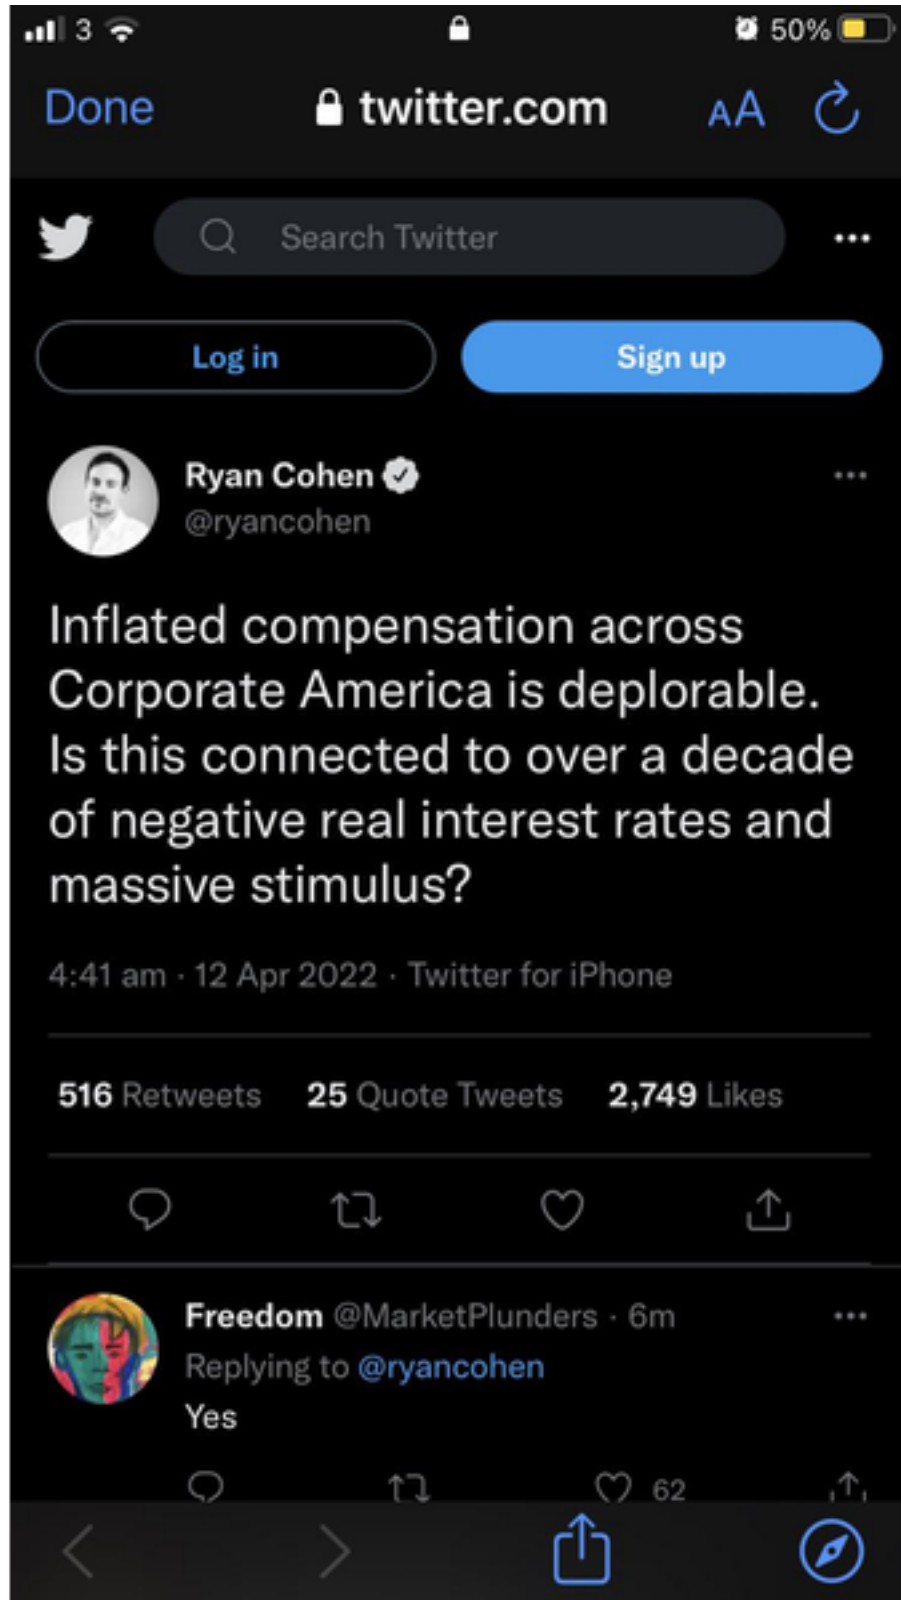 3 50%
Done twitter.com AA
Search Twitter
Log in Sign up
Ryan Cohen
@ryancohen
Inflated compensation across
Corporate America is deplorable.
Is this connected to over a decade
of negative real interest rates and
massive stimulus?
4:41 am · 12 Apr 2022 · Twitter for iPhone
516 Retweets 25 Quote Tweets 2,749 Likes
Freedom @MarketPlunders · 6m
Replying to @ryancohen
Yes
62